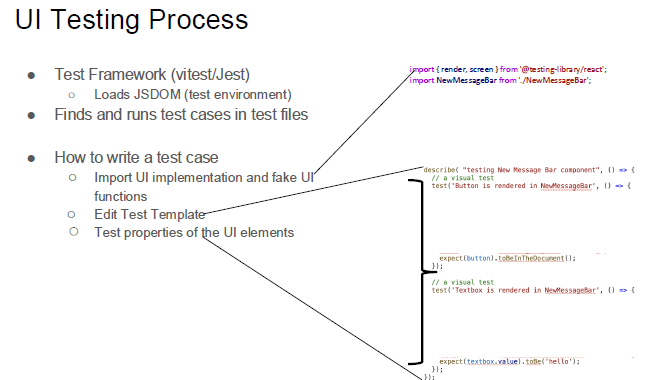 UI Testing Process
● Test Framework (vitest/Jest)
○ Loads JSDOM (test environment)
● Finds and runs test cases in test files
● How to write a test case
○ Import UI implementation and fake UI
functions
○ Edit Test Template
○ Test properties of the UI elements
import { render, screen } from '@testing-library/react';
import NewMessageBar from './NewMessageBar';
describe( "testing New Message Bar component", () => {
// a visual test
test('Button is rendered in NewMessageBar', () => {
expect(button).toBeInTheDocument();
});
// a visual test
test('Textbox is rendered in NewMessageBar', () => {
expect(textbox.value).toBe('hello');
});
});